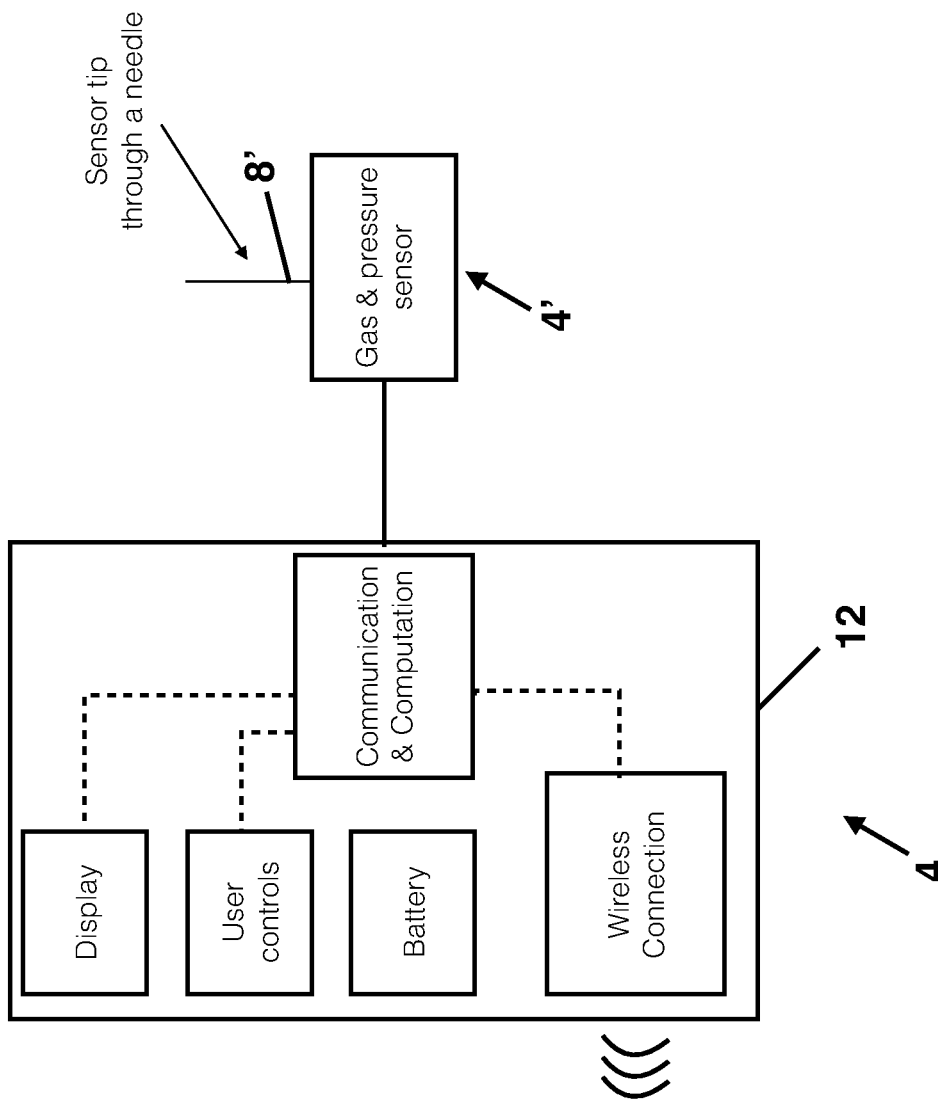 Sensor tip
through a needle
8'
Gas & pressure
sensor
4'
Communication
& Computation
Display
User
controls
Battery
Wireless
Connection
12
4